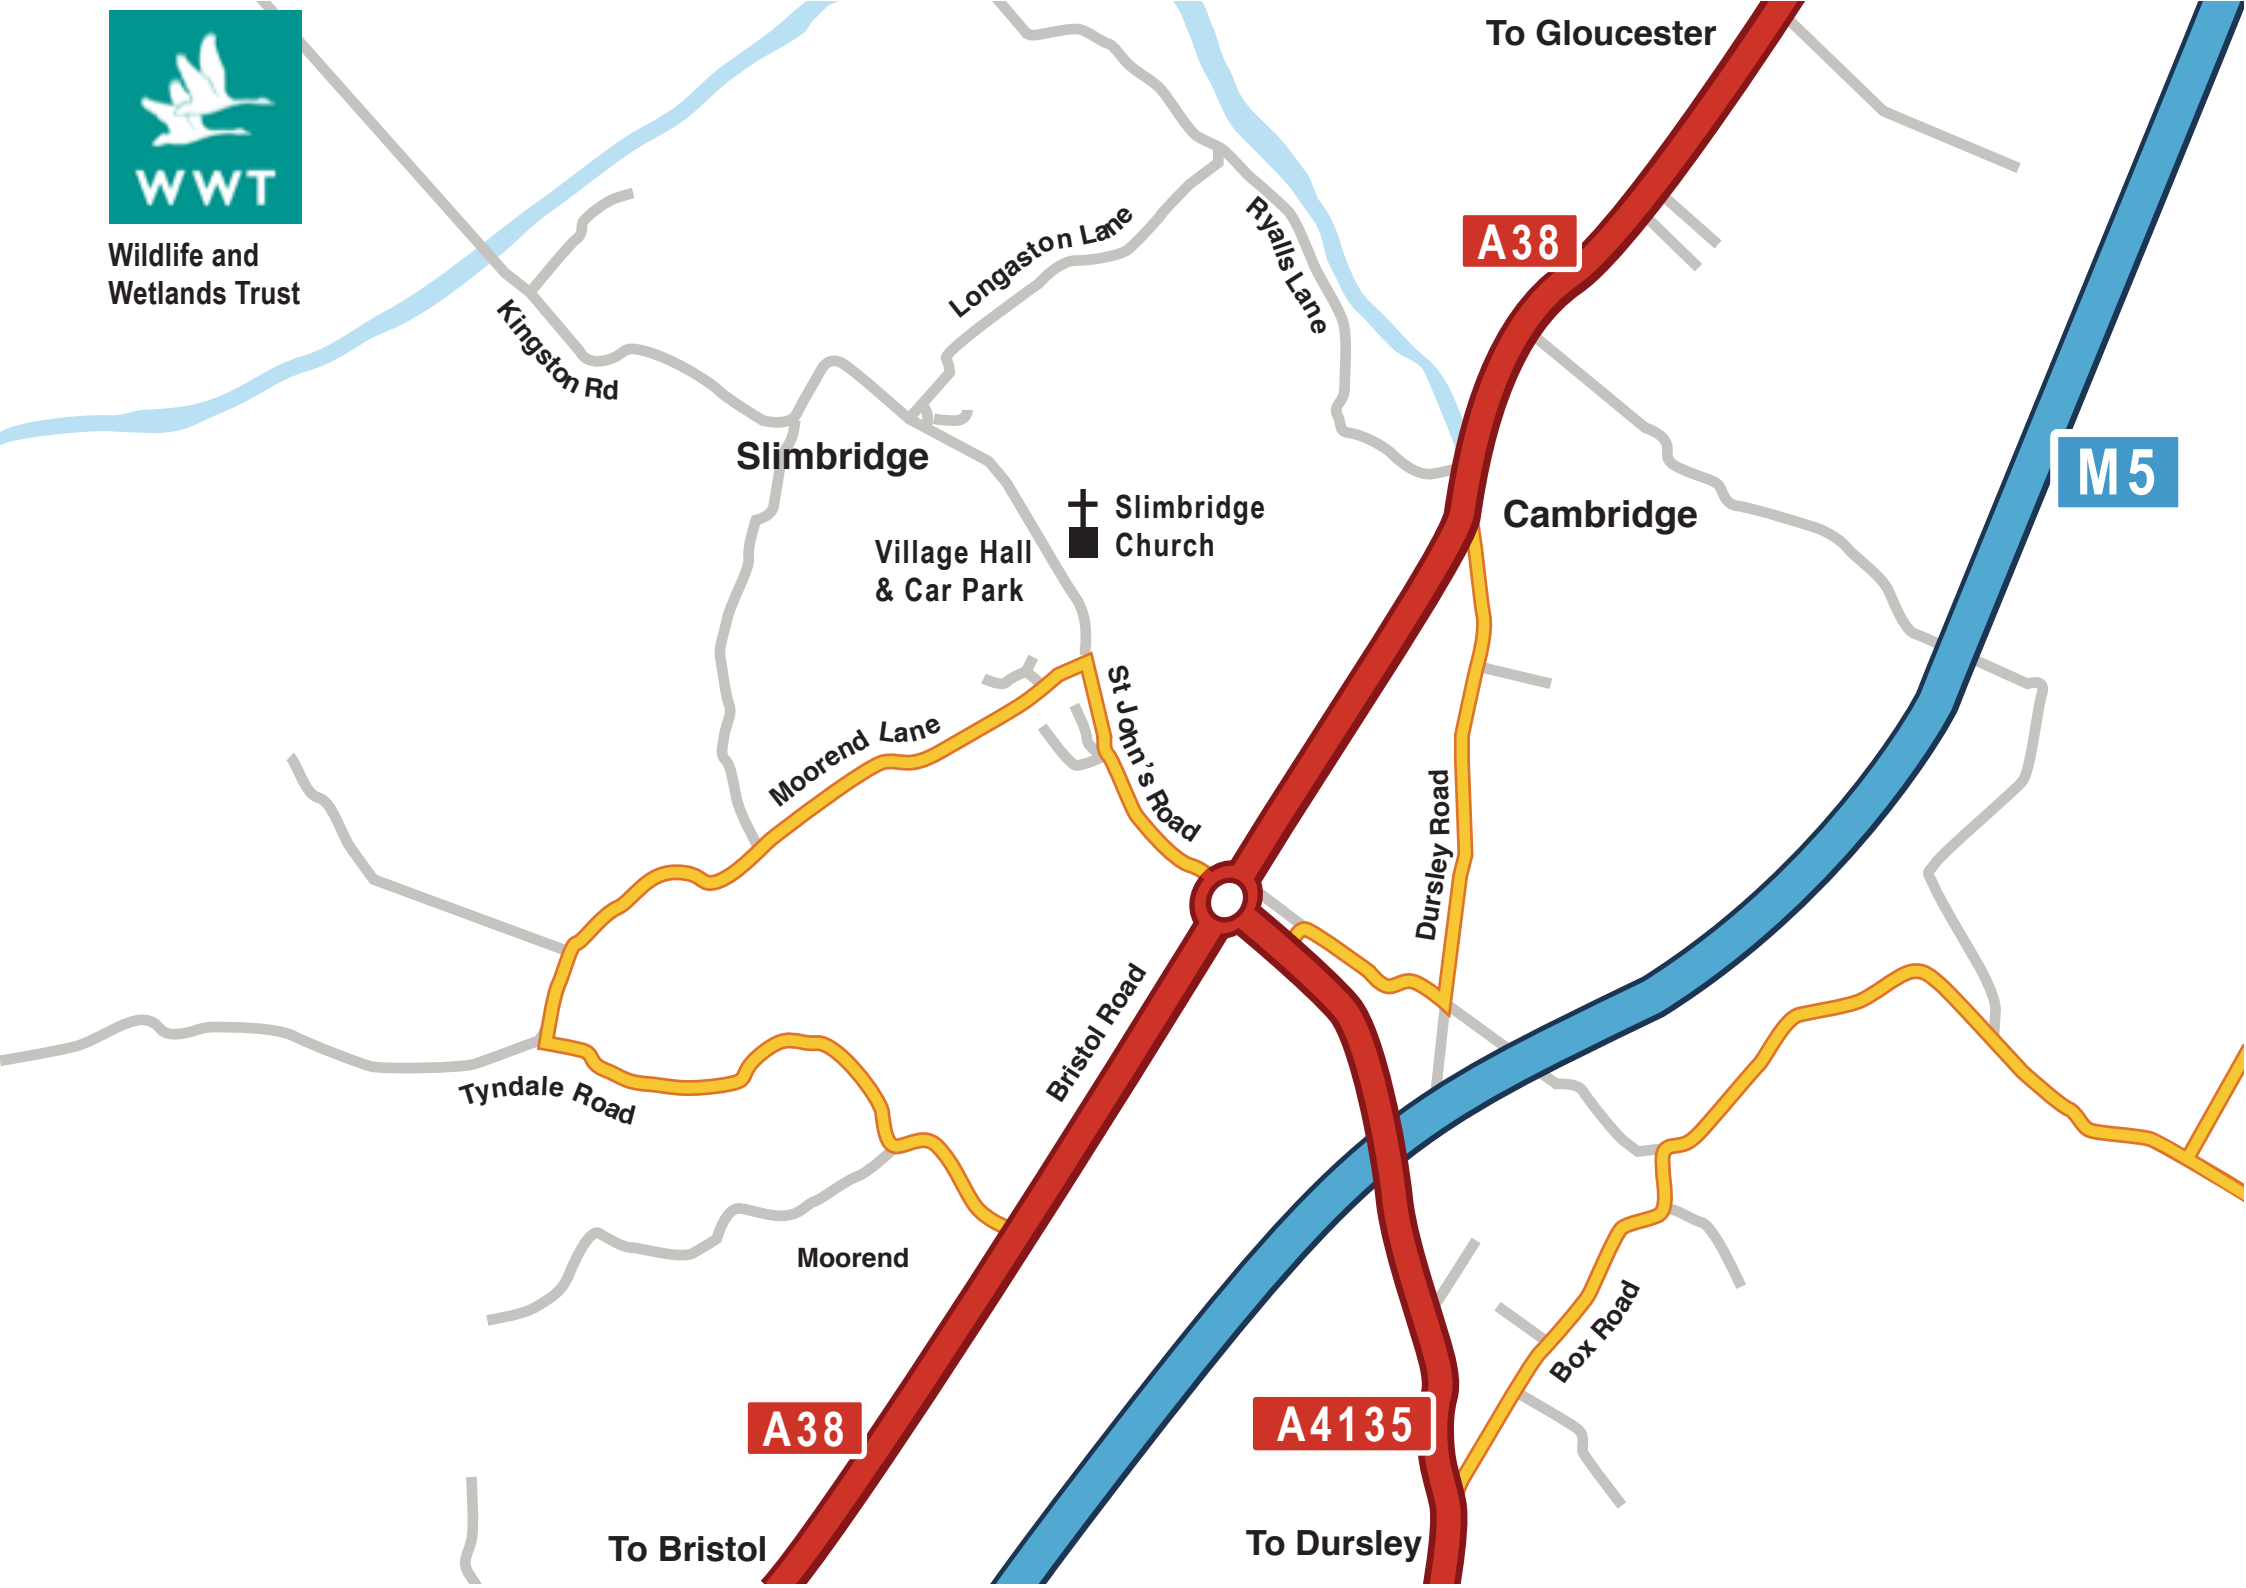 To Gloucester
WWT
Wildlife and
Wetlands Trust
A38
Longaston Lane
Ryalls Lane
Kingston Rd
Slimbridge
M5
Slimbridge
Church
Cambridge
Village Hall
& Car Park
St John's Road
Moorend Lane
Dursley Road
Bristol Road
Tyndale Road
Moorend
Box Road
A38
A4135
To Bristol
To Dursley